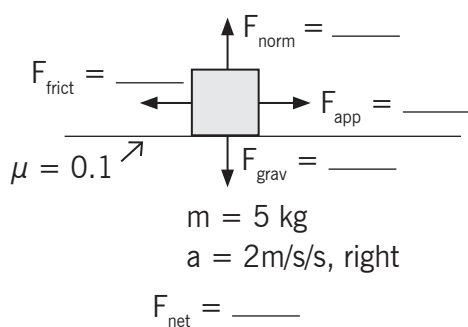 F_norm = _____
F_frict = _____
F_app = _____
μ = 0.1
F_grav = _____
m = 5 kg
a = 2m/s/s, right
F_net = _____